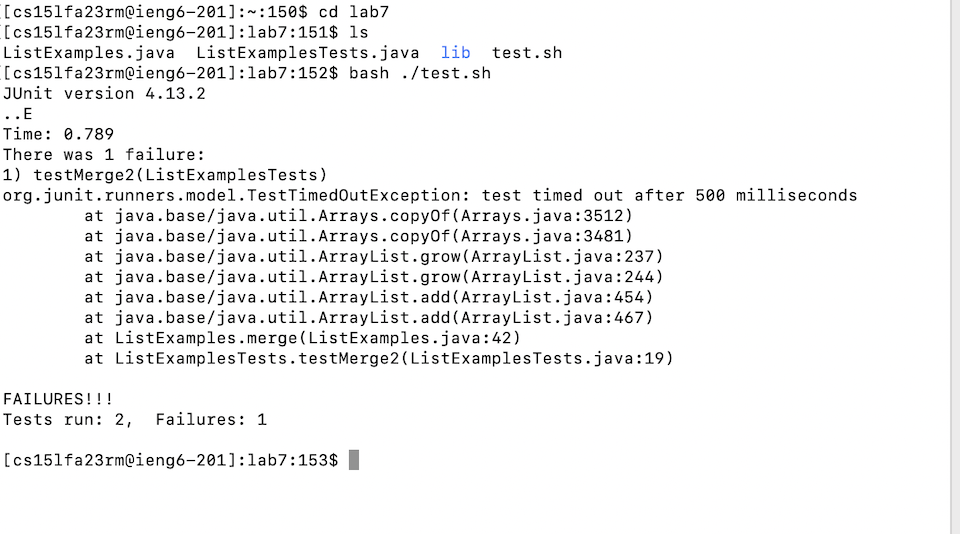 [[cs15lfa23rm@ieng6-201]:~:150$ cd lab7
[[cs15lfa23rm@ieng6-201]:lab7:151$ ls
ListExamples.java  ListExamplesTests.java  lib  test.sh
[[cs15lfa23rm@ieng6-201]:lab7:152$ bash ./test.sh
JUnit version 4.13.2
..E
Time: 0.789
There was 1 failure:
1) testMerge2(ListExamplesTests)
org.junit.runners.model.TestTimedOutException: test timed out after 500 milliseconds
        at java.base/java.util.Arrays.copyOf(Arrays.java:3512)
        at java.base/java.util.Arrays.copyOf(Arrays.java:3481)
        at java.base/java.util.ArrayList.grow(ArrayList.java:237)
        at java.base/java.util.ArrayList.grow(ArrayList.java:244)
        at java.base/java.util.ArrayList.add(ArrayList.java:454)
        at java.base/java.util.ArrayList.add(ArrayList.java:467)
        at ListExamples.merge(ListExamples.java:42)
        at ListExamplesTests.testMerge2(ListExamplesTests.java:19)

FAILURES!!!
Tests run: 2,  Failures: 1

[cs15lfa23rm@ieng6-201]:lab7:153$